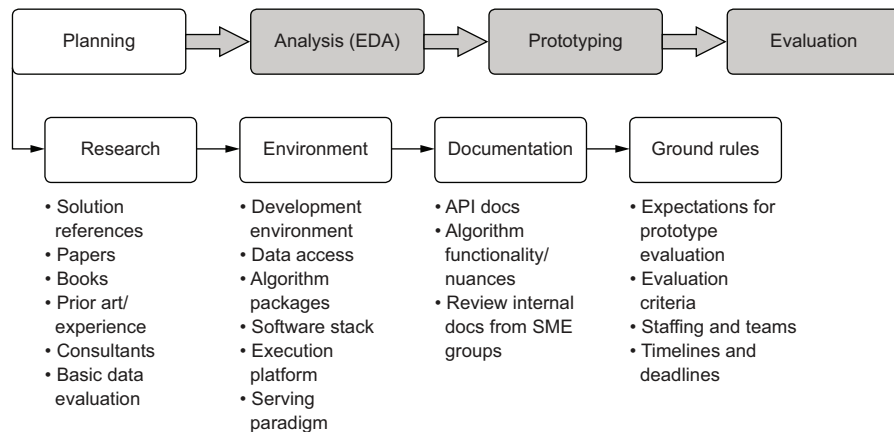 Planning
Analysis (EDA)
Prototyping
Evaluation
Research
Environment
Documentation
Ground rules
• Solution
references
• Papers
• Books
• Prior art/
experience
• Consultants
• Basic data
evaluation
• Development
environment
• Data access
• Algorithm
packages
• Software stack
• Execution
platform
• Serving
paradigm
• API docs
• Algorithm
functionality/
nuances
• Review internal
docs from SME
groups
• Expectations for
prototype
evaluation
• Evaluation
criteria
• Staffing and teams
• Timelines and
deadlines